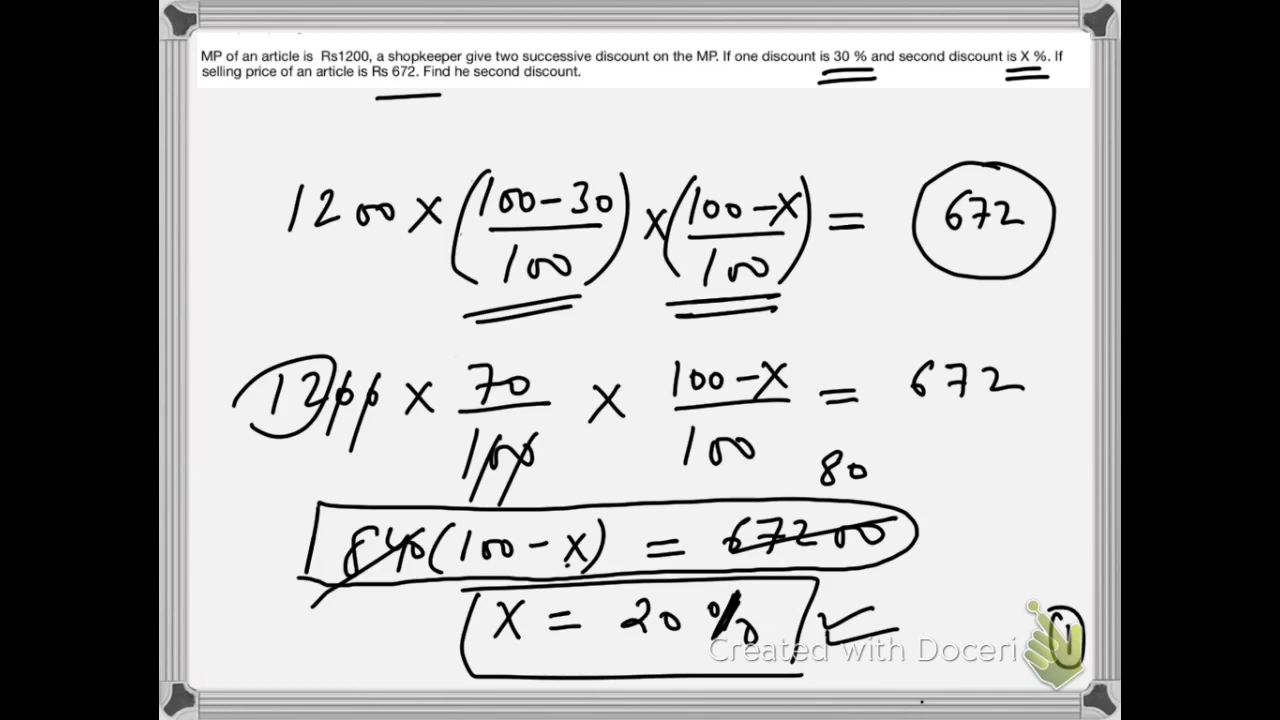 MP of an article is Rs1200, a shopkeeper give two successive discount on the MP. If one discount is 30 % and second discount is X %. If
selling price of an article is Rs 672. Find he second discount.
1200 × (100-30/100) × (100-X/100) = 672
1200 × 70/100 × 100-X/100 = 672
80
840(100-X) = 67200
X = 20 %
Created with Doceri